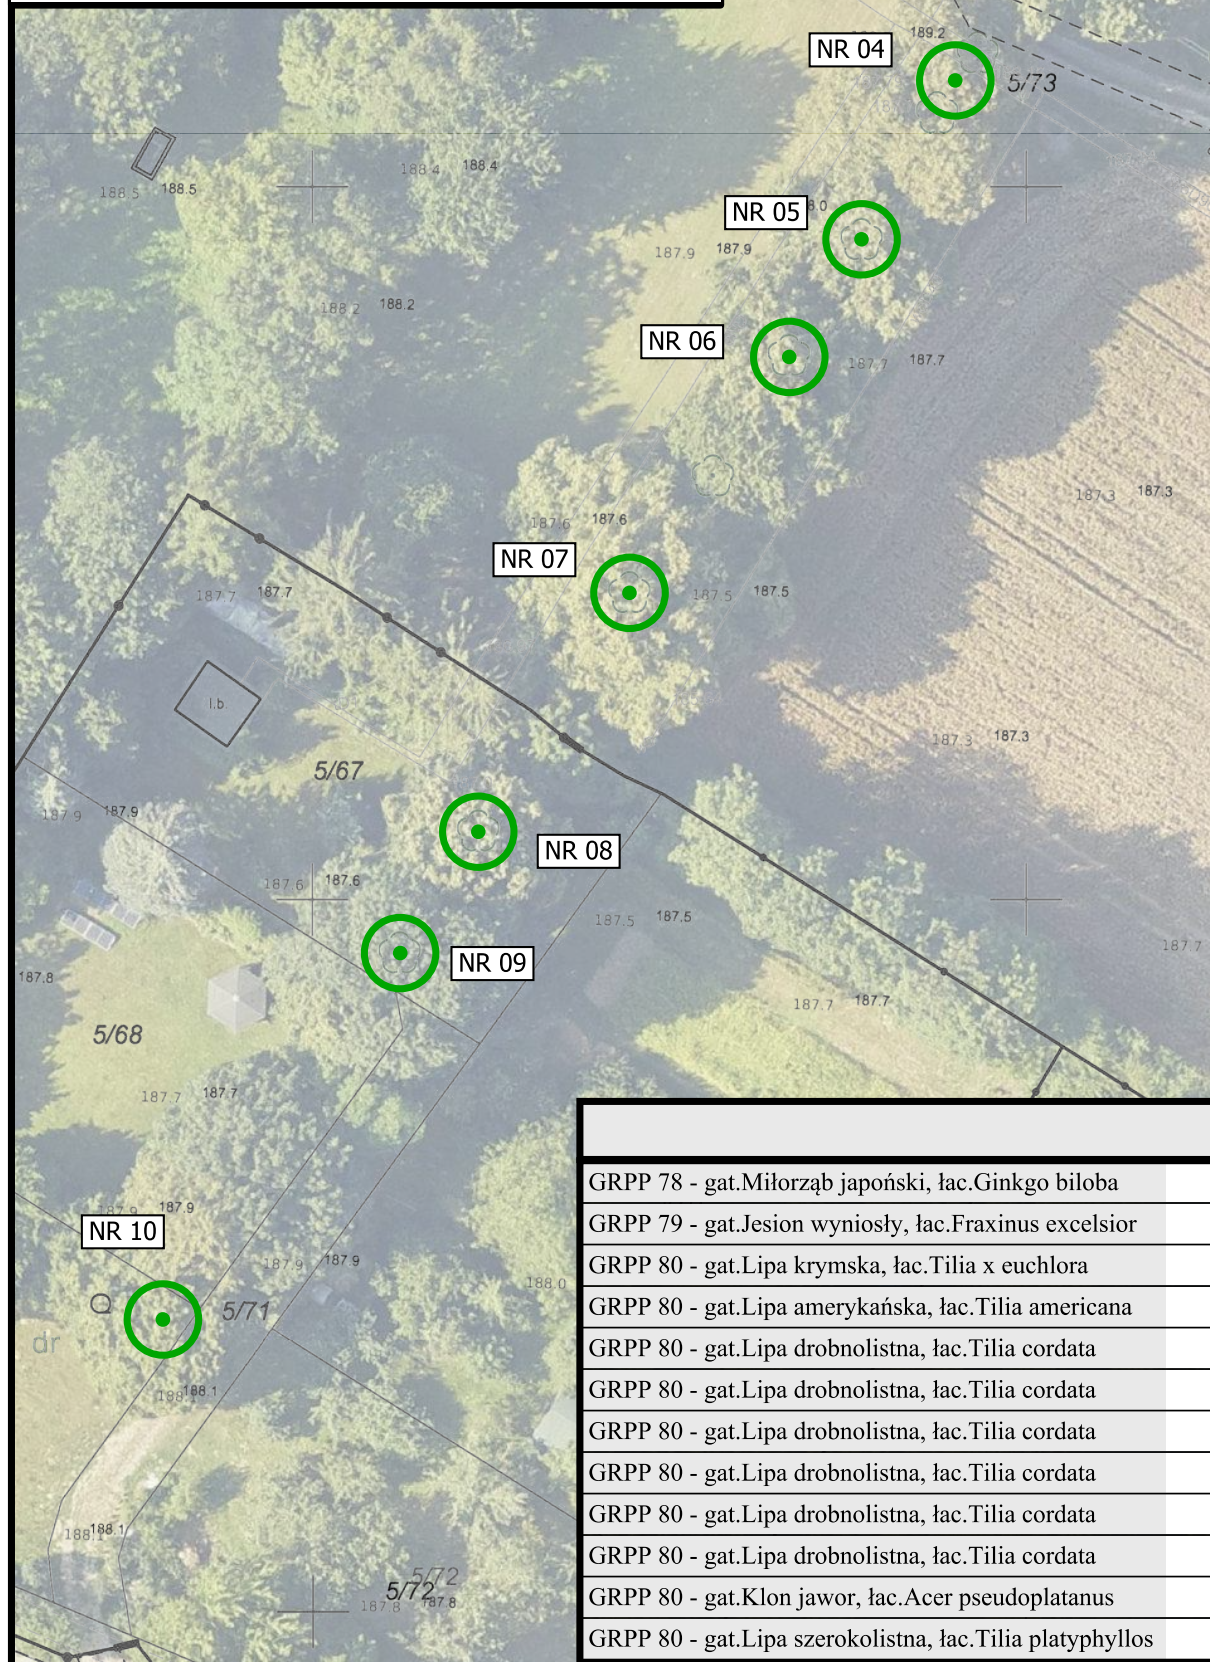 189.2
NR 04
5/73
188.4 188.4
188.5 188.5
NR 05
8.0
187.9 187.9
188.2 188.2
NR 06
187.7 187.7
187.3 187.3
187.6 187.6
NR 07
187.7 187.7
187.5 187.5
i.b.
187.3 187.3
5/67
187.9 187.9
NR 08
187.6 187.6
187.5 187.5
187.7
NR 09
187.8
187.7 187.7
5/68
187.7 187.7
GRPP 78 - gat.Miłorząb japoński, łac.Ginkgo biloba
187.9 187.9
GRPP 79 - gat.Jesion wyniosły, łac.Fraxinus excelsior
NR 10
187.9 187.9
GRPP 80 - gat.Lipa krymska, łac.Tilia x euchlora
188.0
5/71
GRPP 80 - gat.Lipa amerykańska, łac.Tilia americana
dr
GRPP 80 - gat.Lipa drobnolistna, łac.Tilia cordata
188.1 188.1
GRPP 80 - gat.Lipa drobnolistna, łac.Tilia cordata
GRPP 80 - gat.Lipa drobnolistna, łac.Tilia cordata
GRPP 80 - gat.Lipa drobnolistna, łac.Tilia cordata
188.1 188.1
GRPP 80 - gat.Lipa drobnolistna, łac.Tilia cordata
GRPP 80 - gat.Lipa drobnolistna, łac.Tilia cordata
5/72 5/72
GRPP 80 - gat.Klon jawor, łac.Acer pseudoplatanus
187.8 187.8
GRPP 80 - gat.Lipa szerokolistna, łac.Tilia platyphyllos